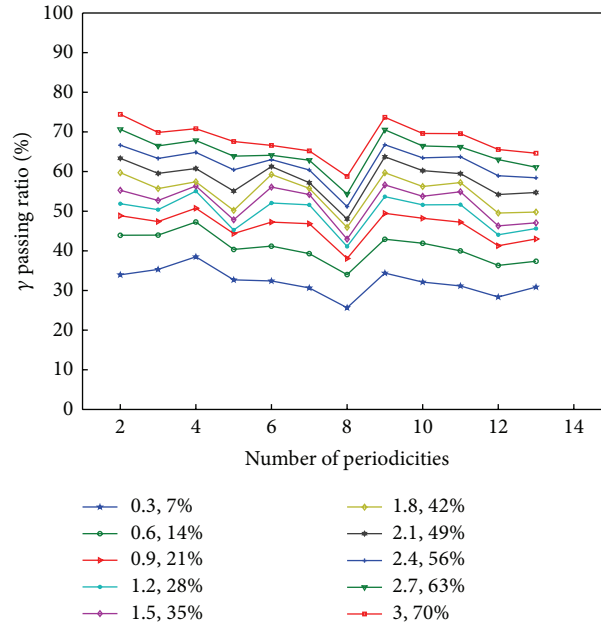 100
90
80
70
60
50
40
30
20
10
0
γ passing ratio (%)
2 4 6 8 10 12 14
Number of periodicities
0.3, 7% 1.8, 42%
0.6, 14% 2.1, 49%
0.9, 21% 2.4, 56%
1.2, 28% 2.7, 63%
1.5, 35% 3, 70%